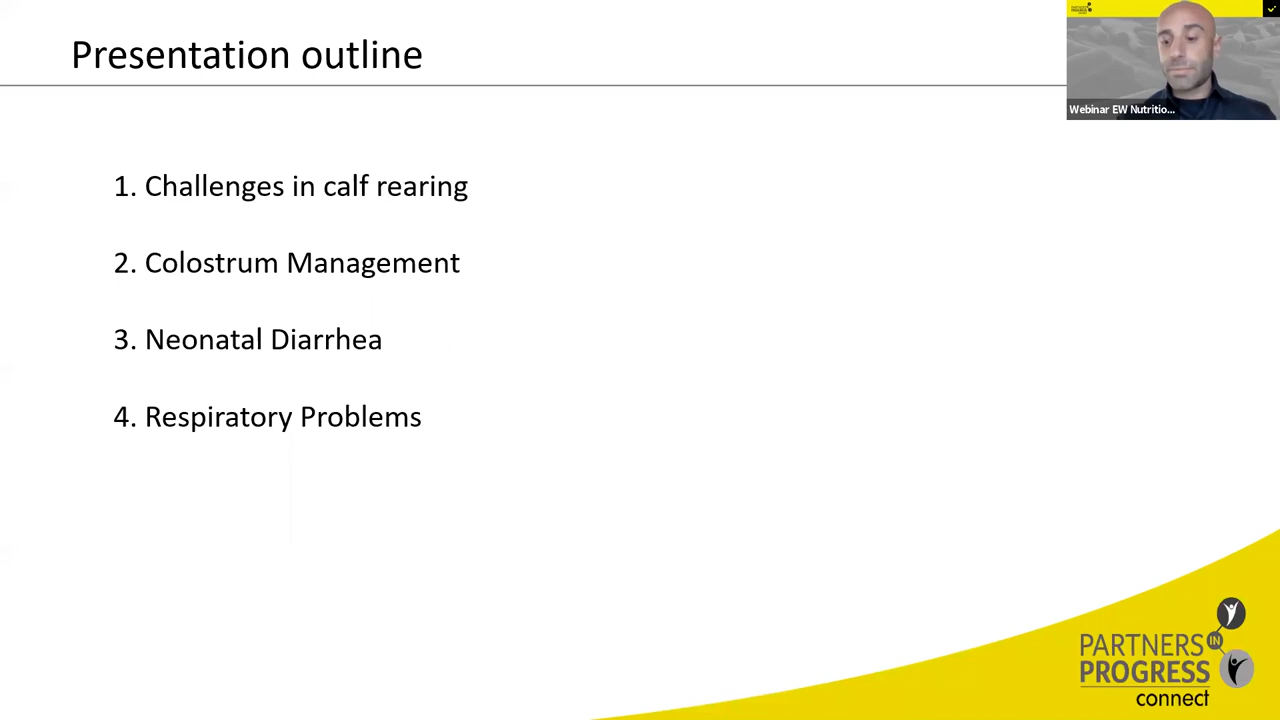 Presentation outline
Webinar EW Nutritio...
1. Challenges in calf rearing
2. Colostrum Management
3. Neonatal Diarrhea
4. Respiratory Problems
PARTNERS IN
PROGRESS
connect